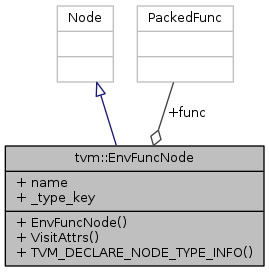 Node
PackedFunc
+func
tvm::EnvFuncNode
+ name
+ _type_key
+ EnvFuncNode()
+ VisitAttrs()
+ TVM_DECLARE_NODE_TYPE_INFO()